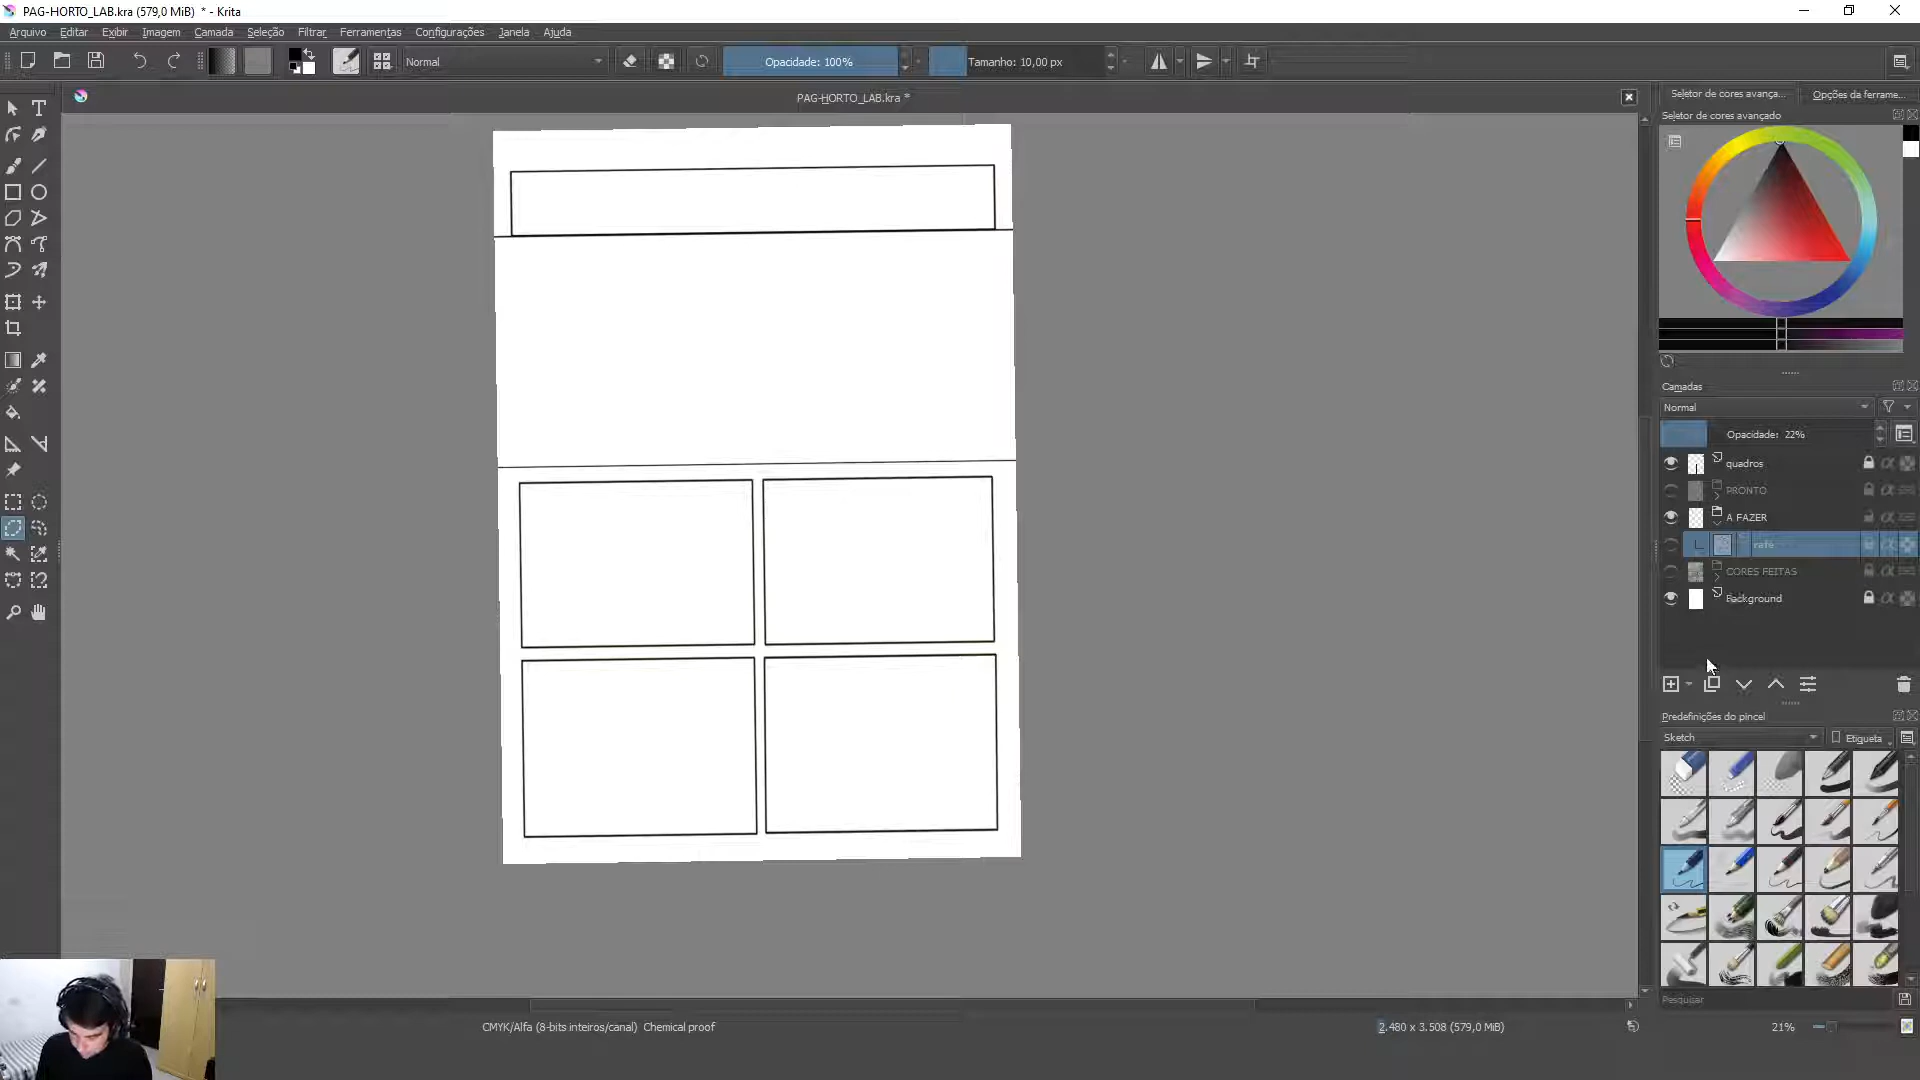 PAG-HORTO_LAB.kra (579,0 MiB) * - Krita
Arquivo Editar Exibir Imagem Camada Seleção Filtrar Ferramentas Configurações Janela Ajuda
Normal
Opacidade: 100%
Tamanho: 10,00 px
PAG-HORTO_LAB.kra *
Seletor de cores avança...
Opções da ferrame...
Seletor de cores avançado
Camadas
Normal
Opacidade: 22%
quadros
PRONTO
A FAZER
rafe
CORES FEITAS
Background
Predefinições do pincel
Sketch
Etiqueta
Pesquisar
CMYK/Alfa (8-bits inteiros/canal) Chemical proof
2.480 x 3.508 (579,0 MiB)
21%